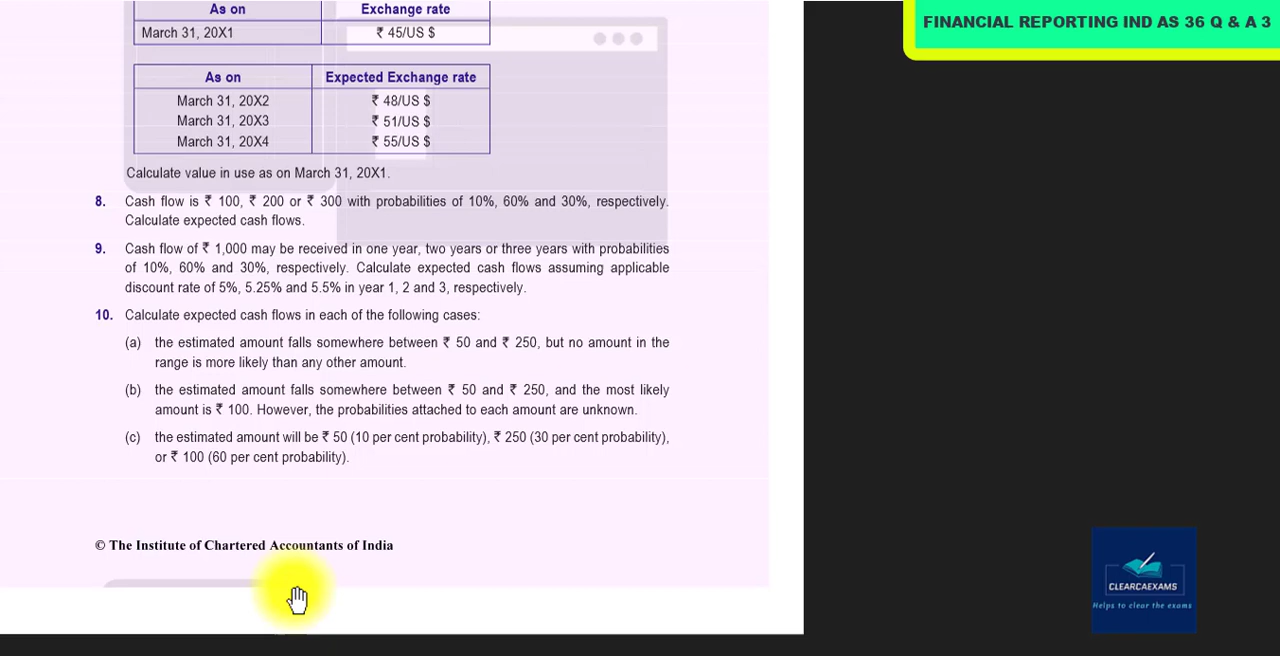 FINANCIAL REPORTING IND AS 36 Q & A 3
As on Exchange rate
March 31, 20X1 ₹ 45/US $
As on Expected Exchange rate
March 31, 20X2 ₹ 48/US $
March 31, 20X3 ₹ 51/US $
March 31, 20X4 ₹ 55/US $
Calculate value in use as on March 31, 20X1.
8. Cash flow is ₹ 100, ₹ 200 or ₹ 300 with probabilities of 10%, 60% and 30%, respectively.
Calculate expected cash flows.
9. Cash flow of ₹ 1,000 may be received in one year, two years or three years with probabilities
of 10%, 60% and 30%, respectively. Calculate expected cash flows assuming applicable
discount rate of 5%, 5.25% and 5.5% in year 1, 2 and 3, respectively.
10. Calculate expected cash flows in each of the following cases:
(a) the estimated amount falls somewhere between ₹ 50 and ₹ 250, but no amount in the
range is more likely than any other amount.
(b) the estimated amount falls somewhere between ₹ 50 and ₹ 250, and the most likely
amount is ₹ 100. However, the probabilities attached to each amount are unknown.
(c) the estimated amount will be ₹ 50 (10 per cent probability), ₹ 250 (30 per cent probability),
or ₹ 100 (60 per cent probability).
© The Institute of Chartered Accountants of India
CLEARCAEXAMS
Helps to clear the exams